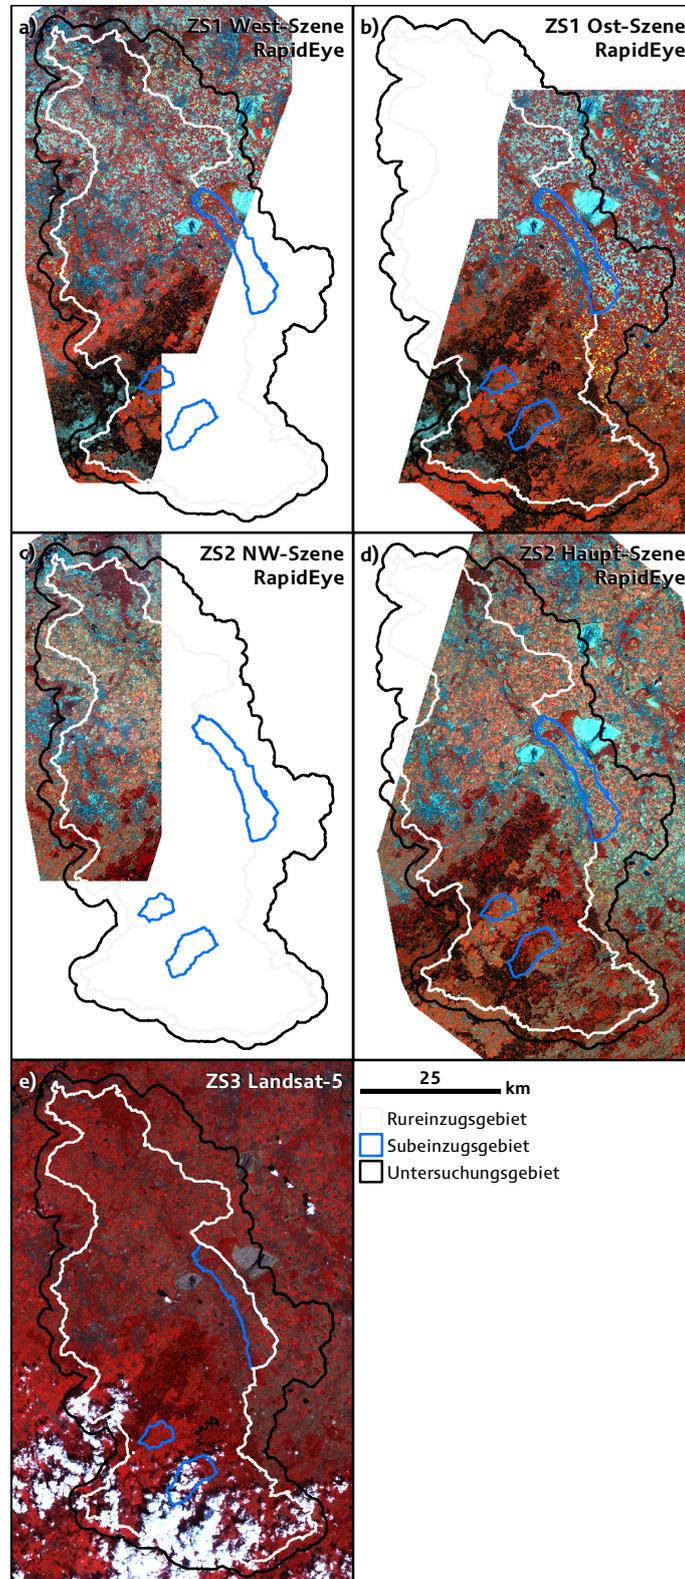 a) ZS1 West-Szene
RapidEye
b) ZS1 Ost-Szene
RapidEye
c) ZS2 NW-Szene
RapidEye
d) ZS2 Haupt-Szene
RapidEye
e) ZS3 Landsat-5
25
km
Rureinzugsgebiet
Subeinzugsgebiet
Untersuchungsgebiet